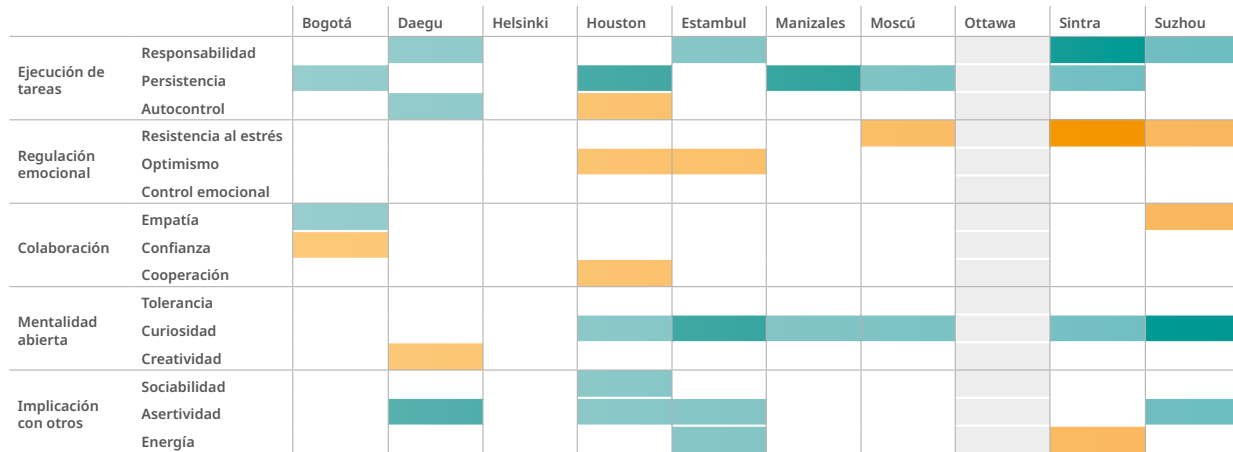 Bogotá Daegu Helsinki Houston Estambul Manizales Moscú Ottawa Sintra Suzhou
Ejecución de
tareas
Responsabilidad
Persistencia
Autocontrol
Regulación
emocional
Resistencia al estrés
Optimismo
Control emocional
Colaboración
Empatía
Confianza
Cooperación
Mentalidad
abierta
Tolerancia
Curiosidad
Creatividad
Implicación
con otros
Sociabilidad
Asertividad
Energía